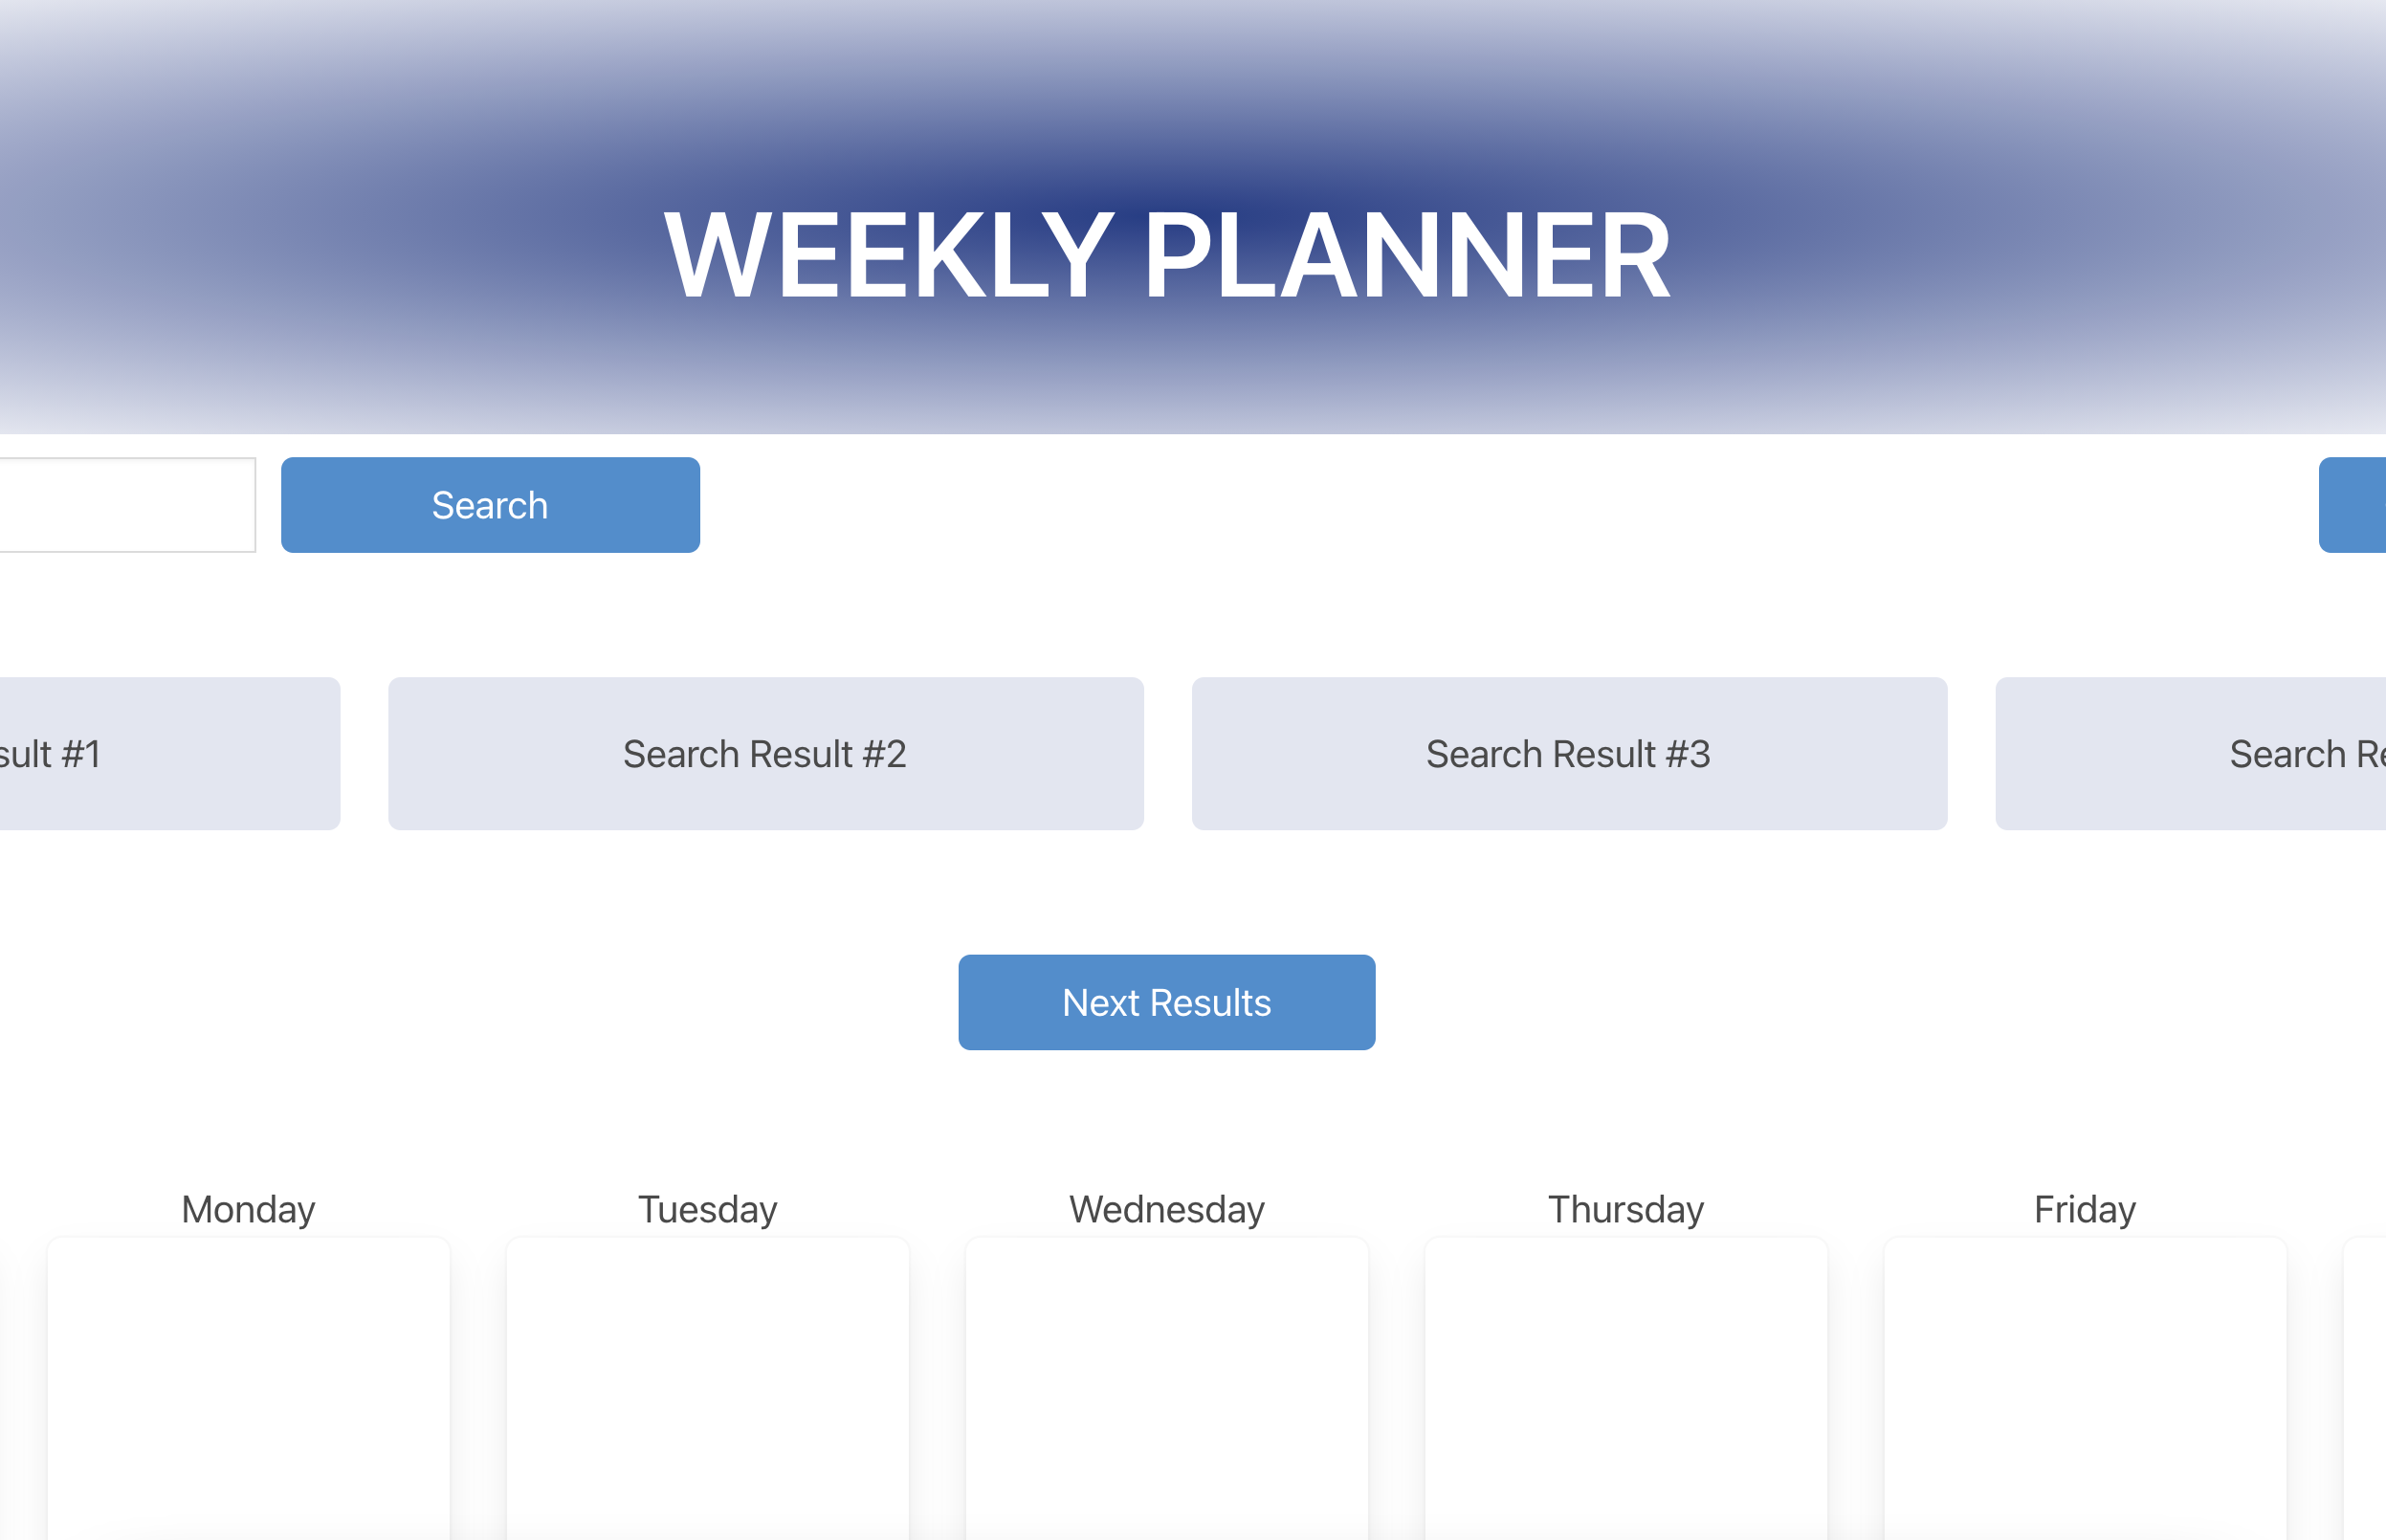 WEEKLY PLANNER
Search
sult #1
Search Result #2
Search Result #3
Search Re
Next Results
Monday
Tuesday
Wednesday
Thursday
Friday